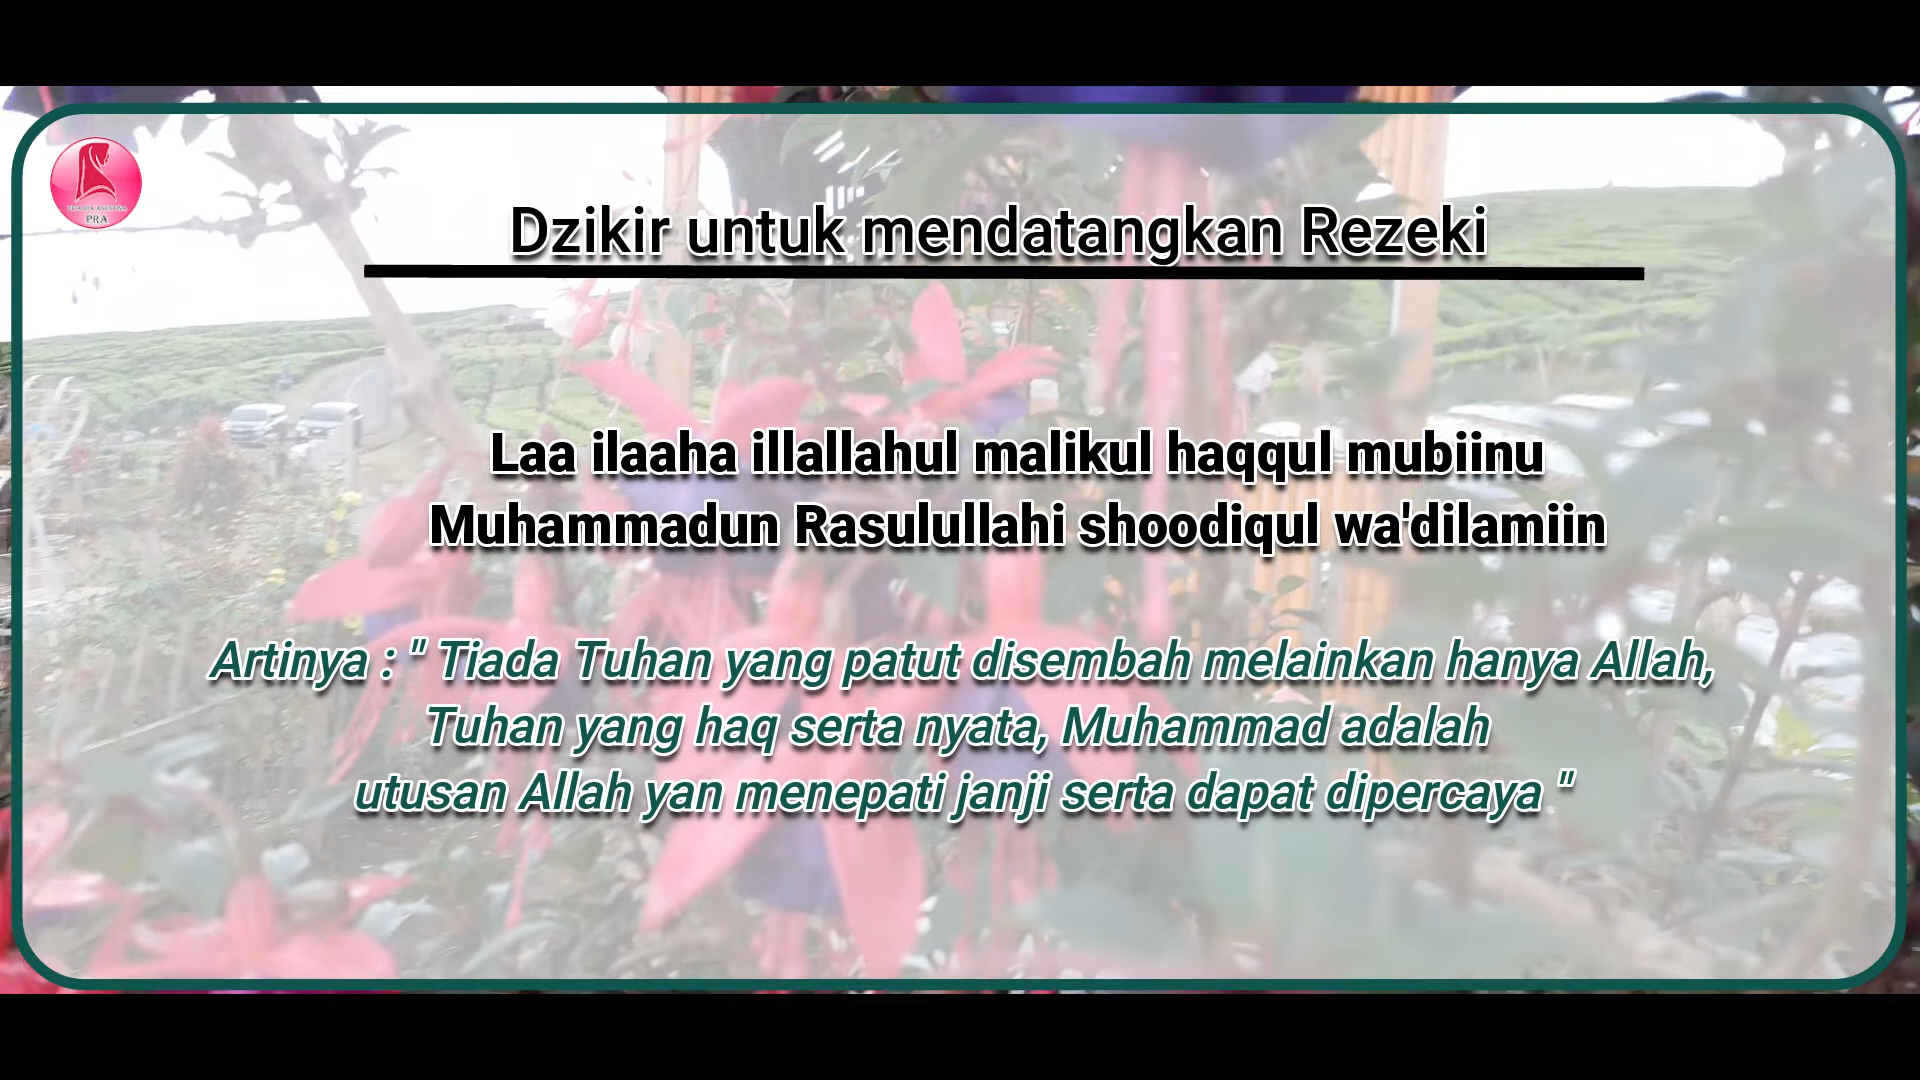 PRA
Dzikir untuk mendatangkan Rezeki
Laa ilaaha illallahul malikul haqqul mubiinu
Muhammadun Rasulullahi shoodiqul wa'dilamiin
Artinya : " Tiada Tuhan yang patut disembah melainkan hanya Allah,
Tuhan yang haq serta nyata, Muhammad adalah
utusan Allah yan menepati janji serta dapat dipercaya "